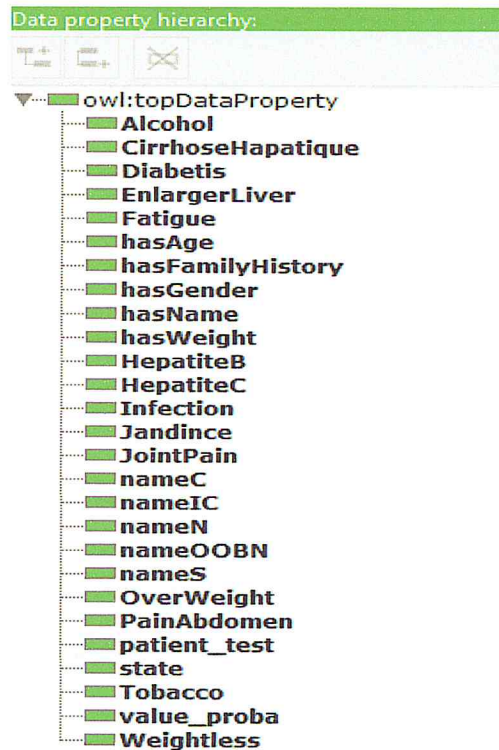 Data property hierarchy:
owl:topDataProperty
Alcohol
CirrhoseHapatique
Diabetis
EnlargerLiver
Fatigue
hasAge
hasFamilyHistory
hasGender
hasName
hasWeight
HepatiteB
HepatiteC
Infection
Jandince
JointPain
nameC
nameIC
nameN
nameOOBN
nameS
OverWeight
PainAbdomen
patient_test
state
Tobacco
value_proba
Weightless